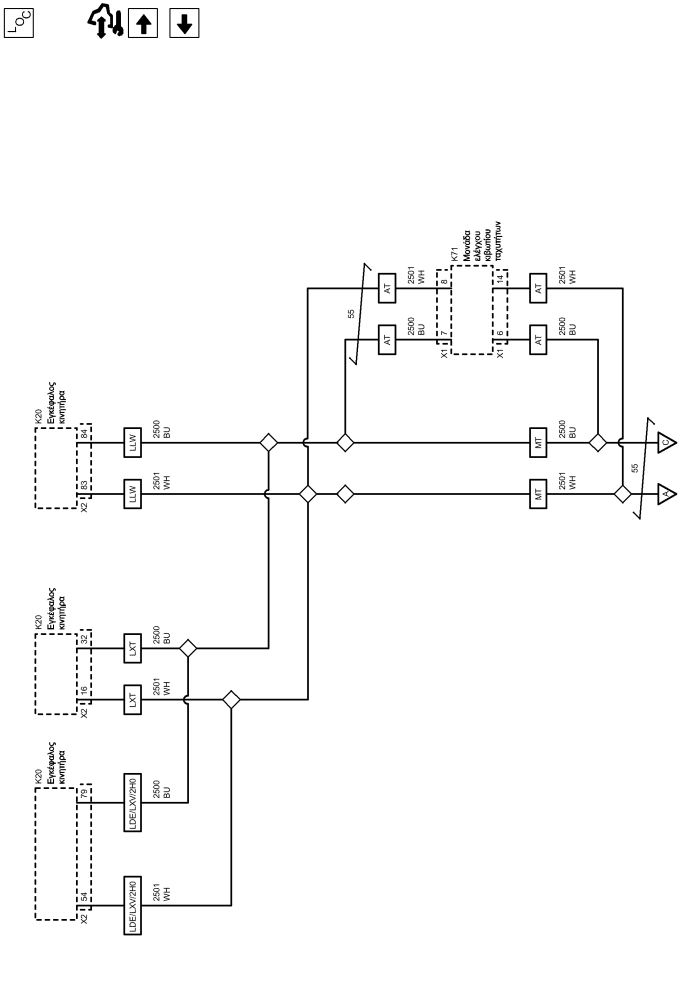 LOC
K71
Μονάδα
ελέγχου
κιβωτίου
ταχυτήτων
2501
WH
AT
8
14
AT
2501
WH
55
2500
BU
AT
7
X1
6
X1
AT
2500
BU
K20
Εγκέφαλος
κινητήρα
84
LLW
2500
BU
MT
2500
BU
C
83
X2
LLW
2501
WH
MT
2501
WH
55
A
K20
Εγκέφαλος
κινητήρα
32
LXT
2500
BU
16
X2
LXT
2501
WH
K20
Εγκέφαλος
κινητήρα
79
LDE/LXV/2H0
2500
BU
54
X2
LDE/LXV/2H0
2501
WH